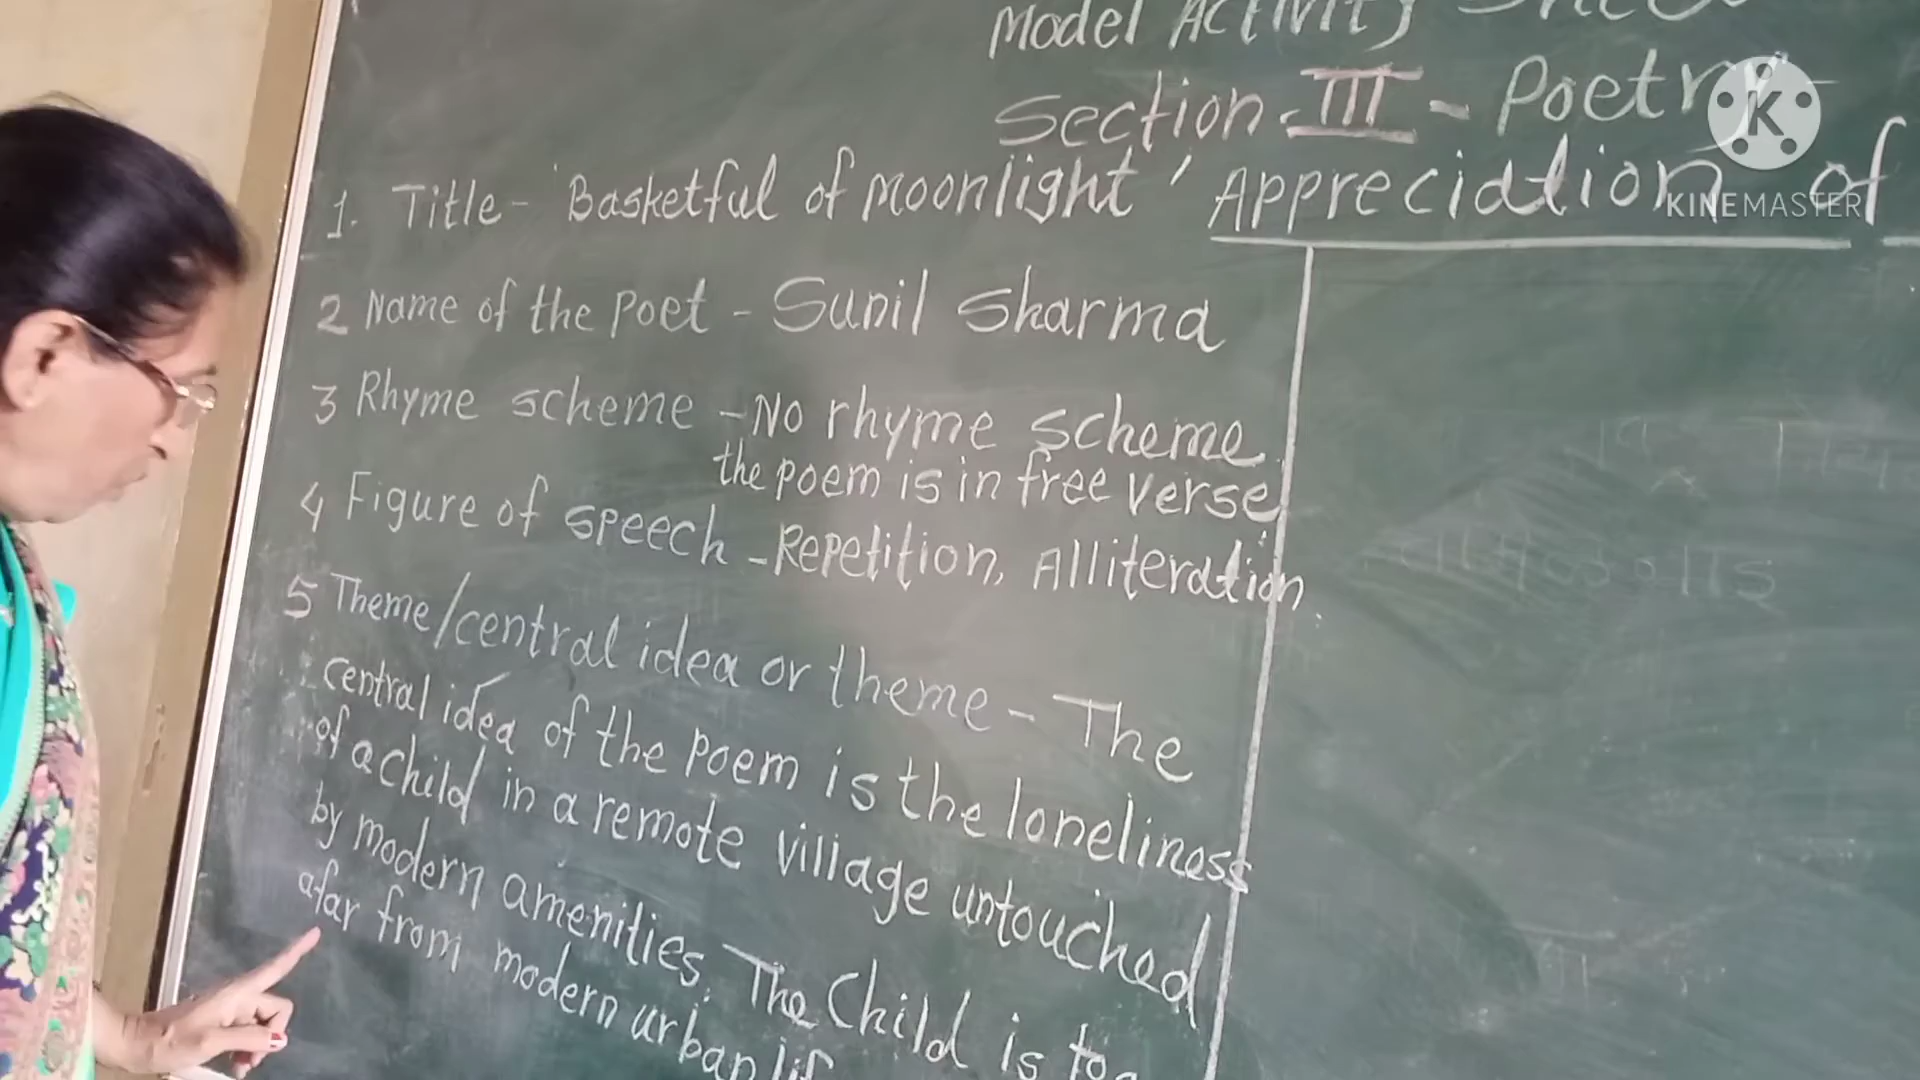 Model Activity
Section-III - Poetry
Appreciation of
1. Title - 'Basketful of Moonlight'
2 Name of the Poet - Sunil Sharma
3 Rhyme scheme - No rhyme scheme.
the poem is in free verse
4 Figure of speech - Repetition, Alliteration.
5 Theme/central idea or theme - The
central idea of the poem is the loneliness
of a child in a remote village untouched
by modern amenities. The Child is too
afar from modern urban
KINEMASTER